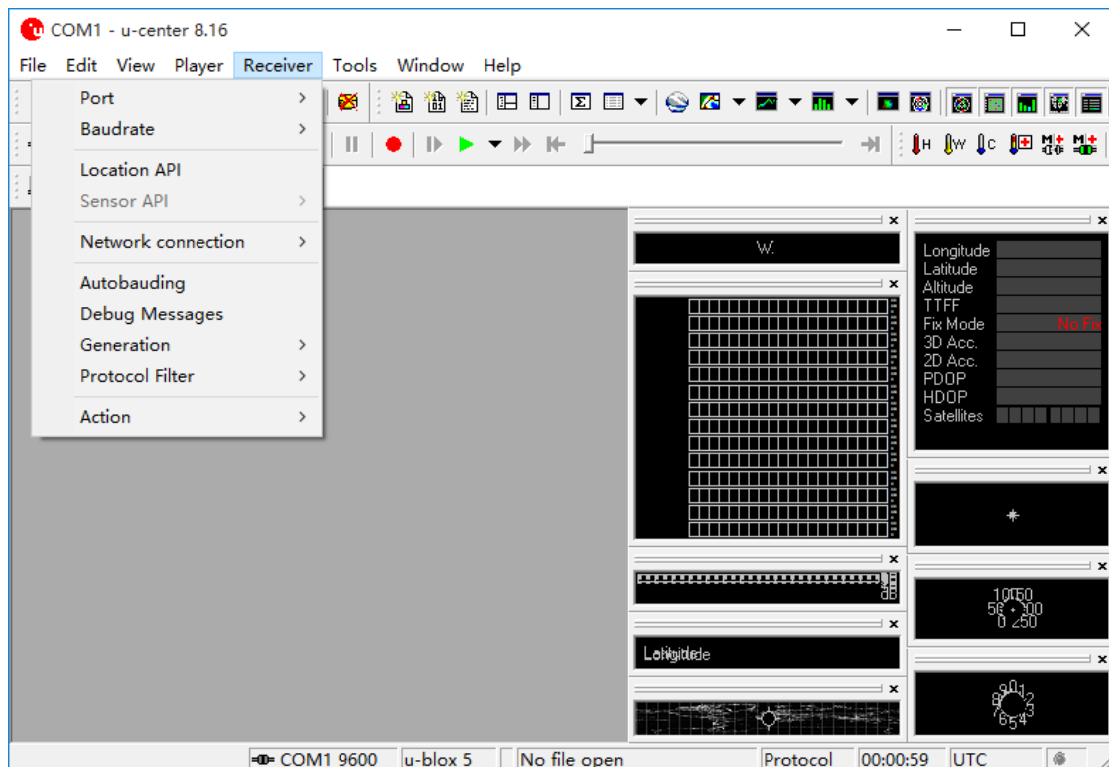 COM1 - u-center 8.16
File Edit View Player Receiver Tools Window Help
Port
Baudrate
Location API
Sensor API
Network connection
Autobauding
Debug Messages
Generation
Protocol Filter
Action
H W C
W.
Longitude
Latitude
Altitude
TTFF
Fix Mode No Fix
3D Acc.
2D Acc.
PDOP
HDOP
Satellites
dB
COM1 9600 u-blox 5 No file open Protocol 00:00:59 UTC